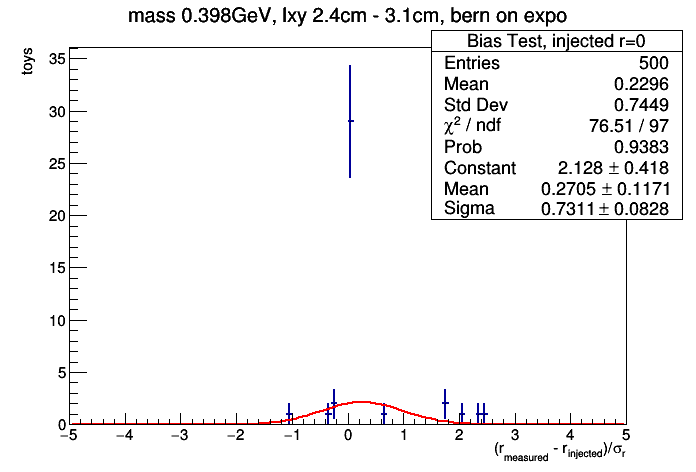 mass 0.398GeV, lxy 2.4cm - 3.1cm, bern on expo
Bias Test, injected r=0
Entries 500
Mean 0.2296
Std Dev 0.7449
χ² / ndf 76.51 / 97
Prob 0.9383
Constant 2.128 ± 0.418
Mean 0.2705 ± 0.1171
Sigma 0.7311 ± 0.0828
toys
35
30
25
20
15
10
5
0
−5 −4 −3 −2 −1 0 1 2 3 4 5
(r_measured - r_injected)/σ_r